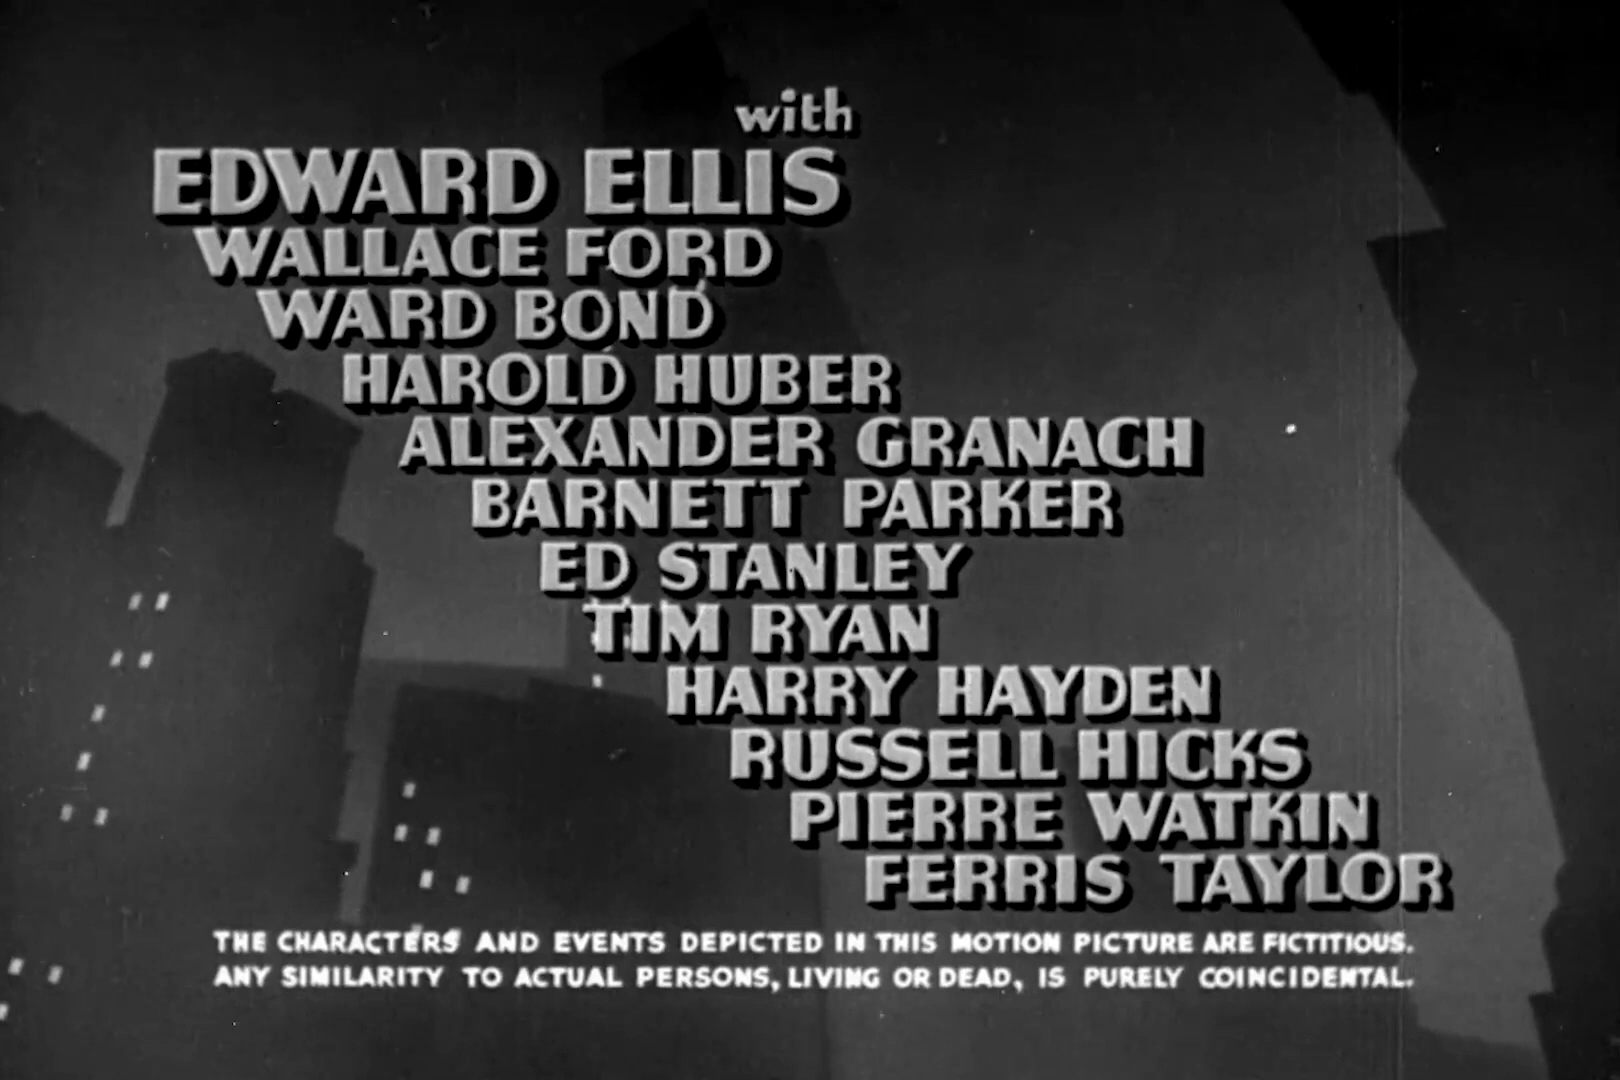 with
EDWARD ELLIS
WALLACE FORD
WARD BOND
HAROLD HUBER
ALEXANDER GRANACH
BARNETT PARKER
ED STANLEY
TIM RYAN
HARRY HAYDEN
RUSSELL HICKS
PIERRE WATKIN
FERRIS TAYLOR
THE CHARACTERS AND EVENTS DEPICTED IN THIS MOTION PICTURE ARE FICTITIOUS.
ANY SIMILARITY TO ACTUAL PERSONS, LIVING OR DEAD, IS PURELY COINCIDENTAL.